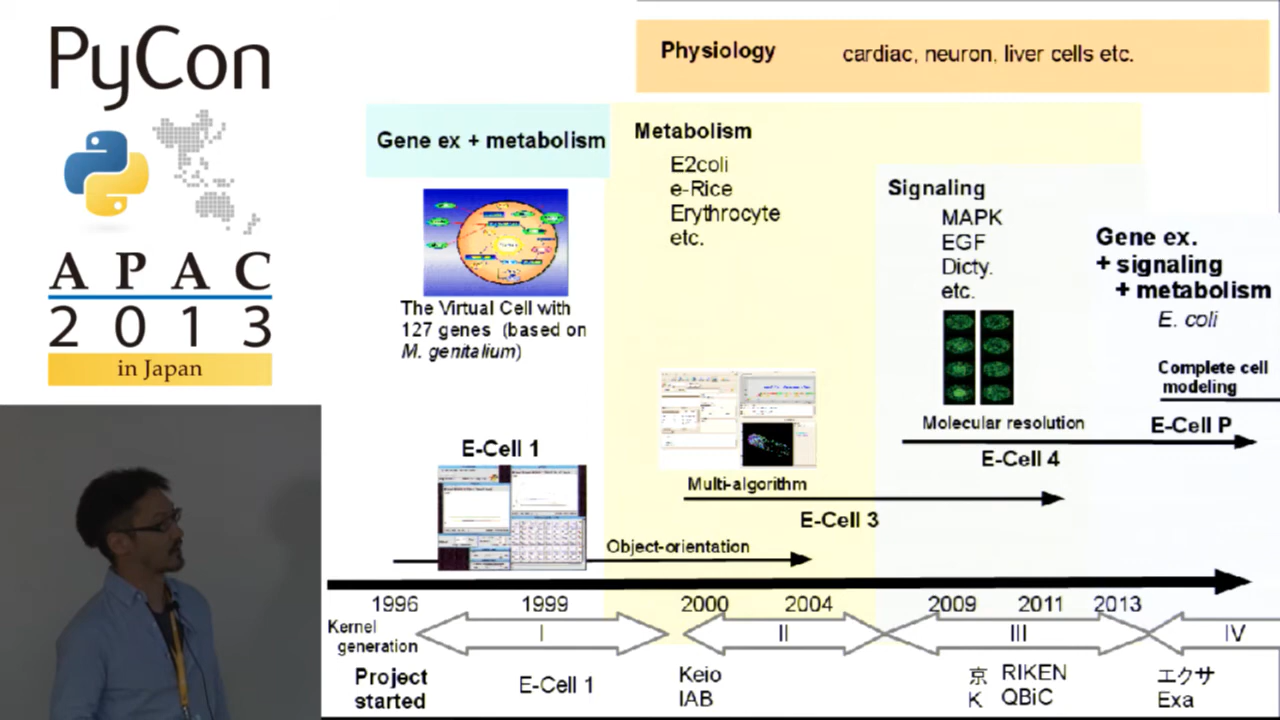 PyCon
APAC
2013
in Japan
Physiology cardiac, neuron, liver cells etc.
Gene ex + metabolism
Metabolism
E2coli
e-Rice
Erythrocyte
etc.
Signaling
MAPK
EGF
Dicty.
etc.
Gene ex.
+ signaling
+ metabolism
E. coli
The Virtual Cell with
127 genes (based on
M. genitalium)
Complete cell
modeling
Molecular resolution
E-Cell P
E-Cell 4
E-Cell 1
Multi-algorithm
E-Cell 3
Object-orientation
1996 1999 2000 2004 2009 2011 2013
Kernel
generation
I II III IV
Project
started
E-Cell 1
Keio
IAB
京
K
RIKEN
QBiC
エクサ
Exa